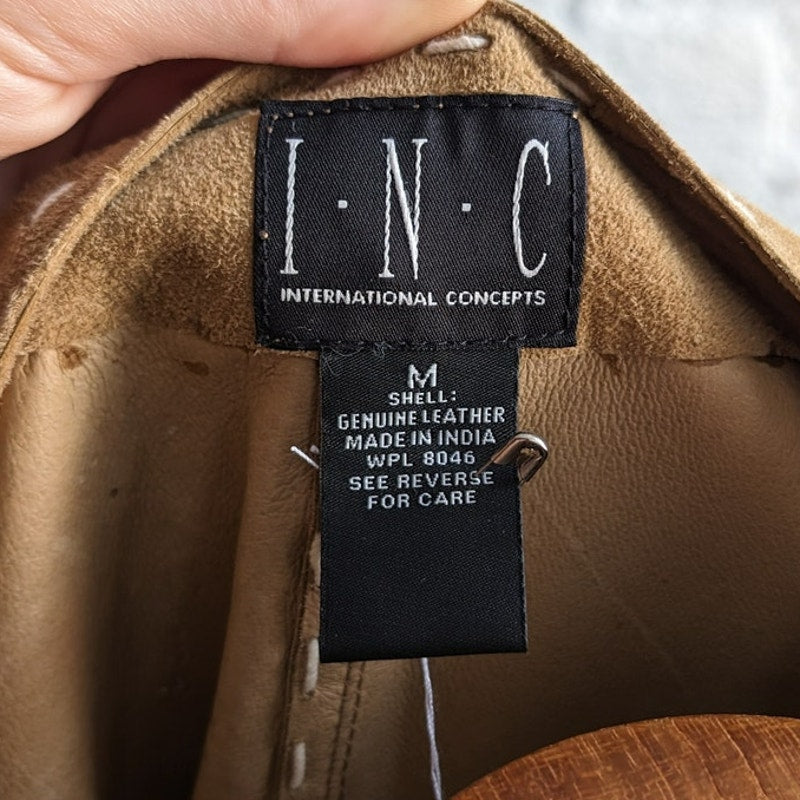 I·N·C
INTERNATIONAL CONCEPTS
M
SHELL:
GENUINE LEATHER
MADE IN INDIA
WPL 8046
SEE REVERSE
FOR CARE